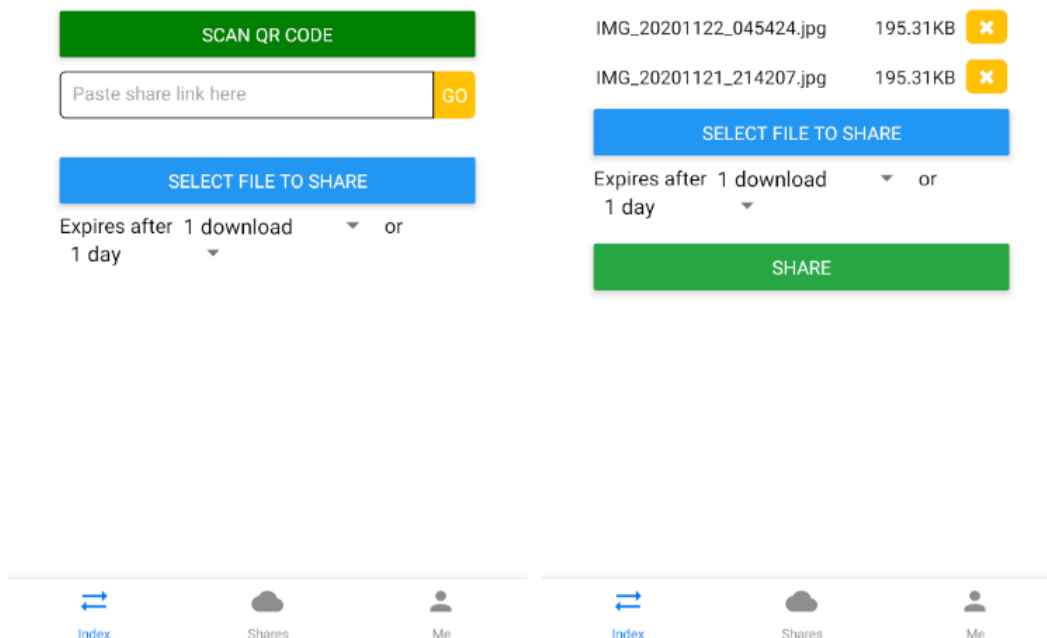 SCAN QR CODE
Paste share link here GO
SELECT FILE TO SHARE
Expires after 1 download or
1 day
Index Shares Me
IMG_20201122_045424.jpg 195.31KB
IMG_20201121_214207.jpg 195.31KB
SELECT FILE TO SHARE
Expires after 1 download or
1 day
SHARE
Index Shares Me